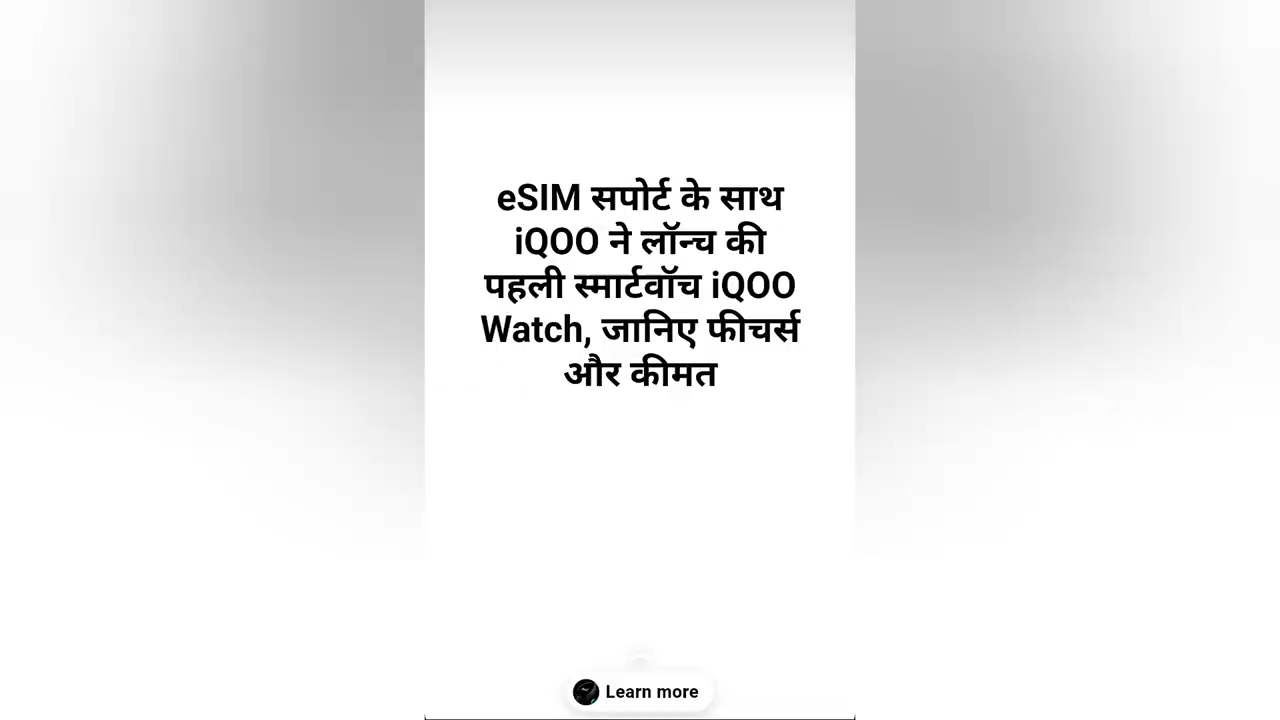 eSIM सपोर्ट के साथ
iQOO ने लॉन्च की
पहली स्मार्टवॉच iQOO
Watch, जानिए फीचर्स
और कीमत
Learn more